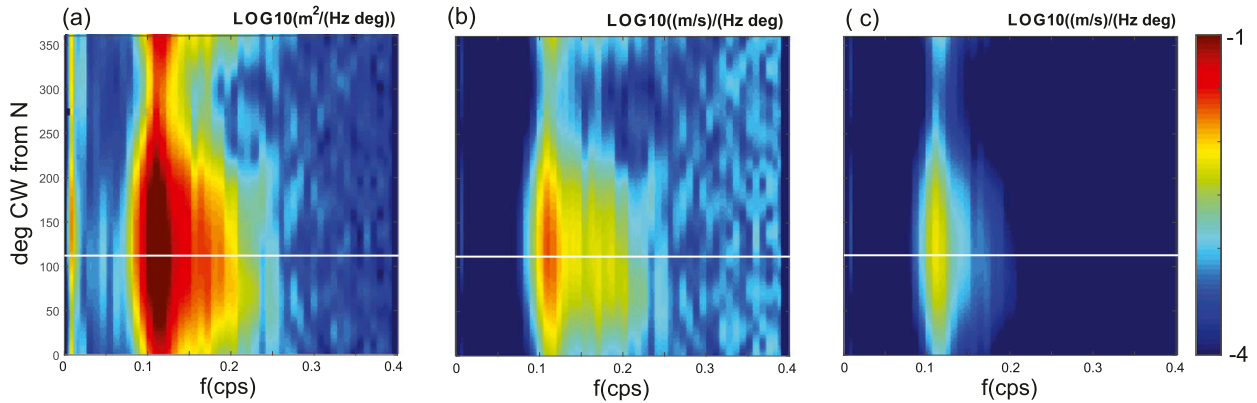 (a) LOG10(m²/(Hz deg)) (b) LOG10((m/s)/(Hz deg) ( c) LOG10((m/s)/(Hz deg)
deg CW from N
350
300
250
200
150
100
50
0
0 0.1 0.2 0.3 0.4
f(cps)
0 0.1 0.2 0.3 0.4
f(cps)
0 0.1 0.2 0.3 0.4
f(cps)
-1
-4